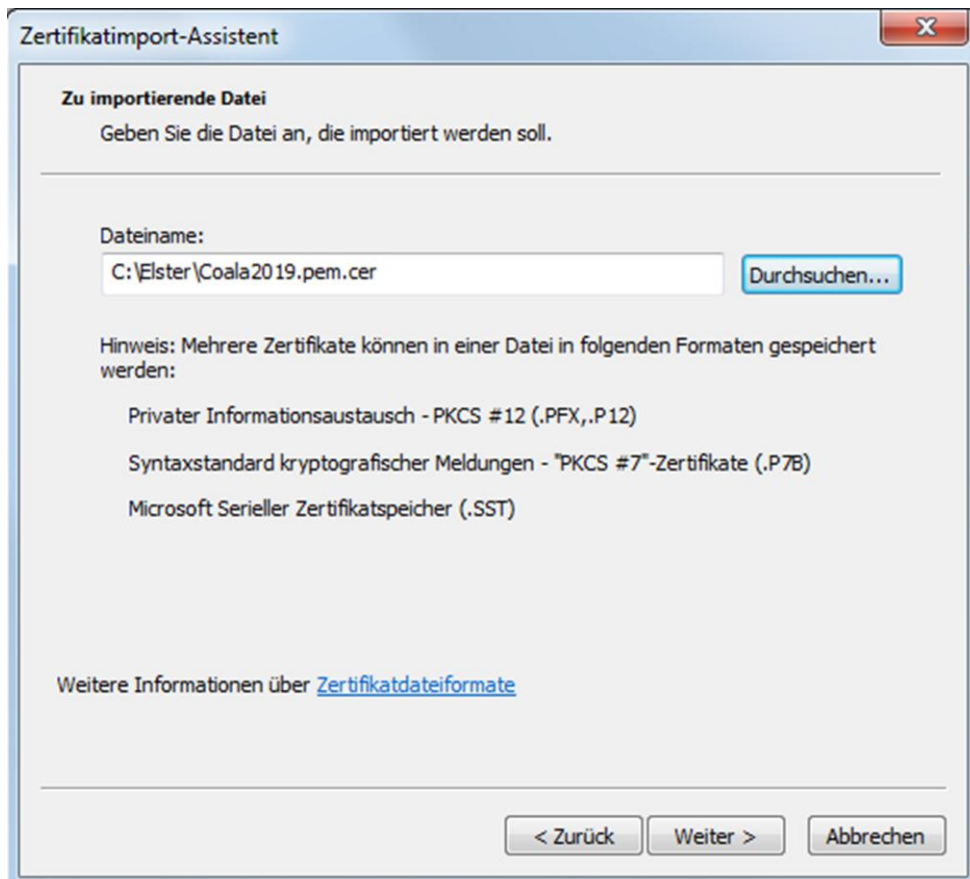 Zertifikatimport-Assistent
Zu importierende Datei
Geben Sie die Datei an, die importiert werden soll.
Dateiname:
C:\Elster\Coala2019.pem.cer
Durchsuchen...
Hinweis: Mehrere Zertifikate können in einer Datei in folgenden Formaten gespeichert
werden:
Privater Informationsaustausch - PKCS #12 (.PFX,.P12)
Syntaxstandard kryptografischer Meldungen - "PKCS #7"-Zertifikate (.P7B)
Microsoft Serieller Zertifikatspeicher (.SST)
Weitere Informationen über Zertifikatdateiformate
< Zurück Weiter > Abbrechen